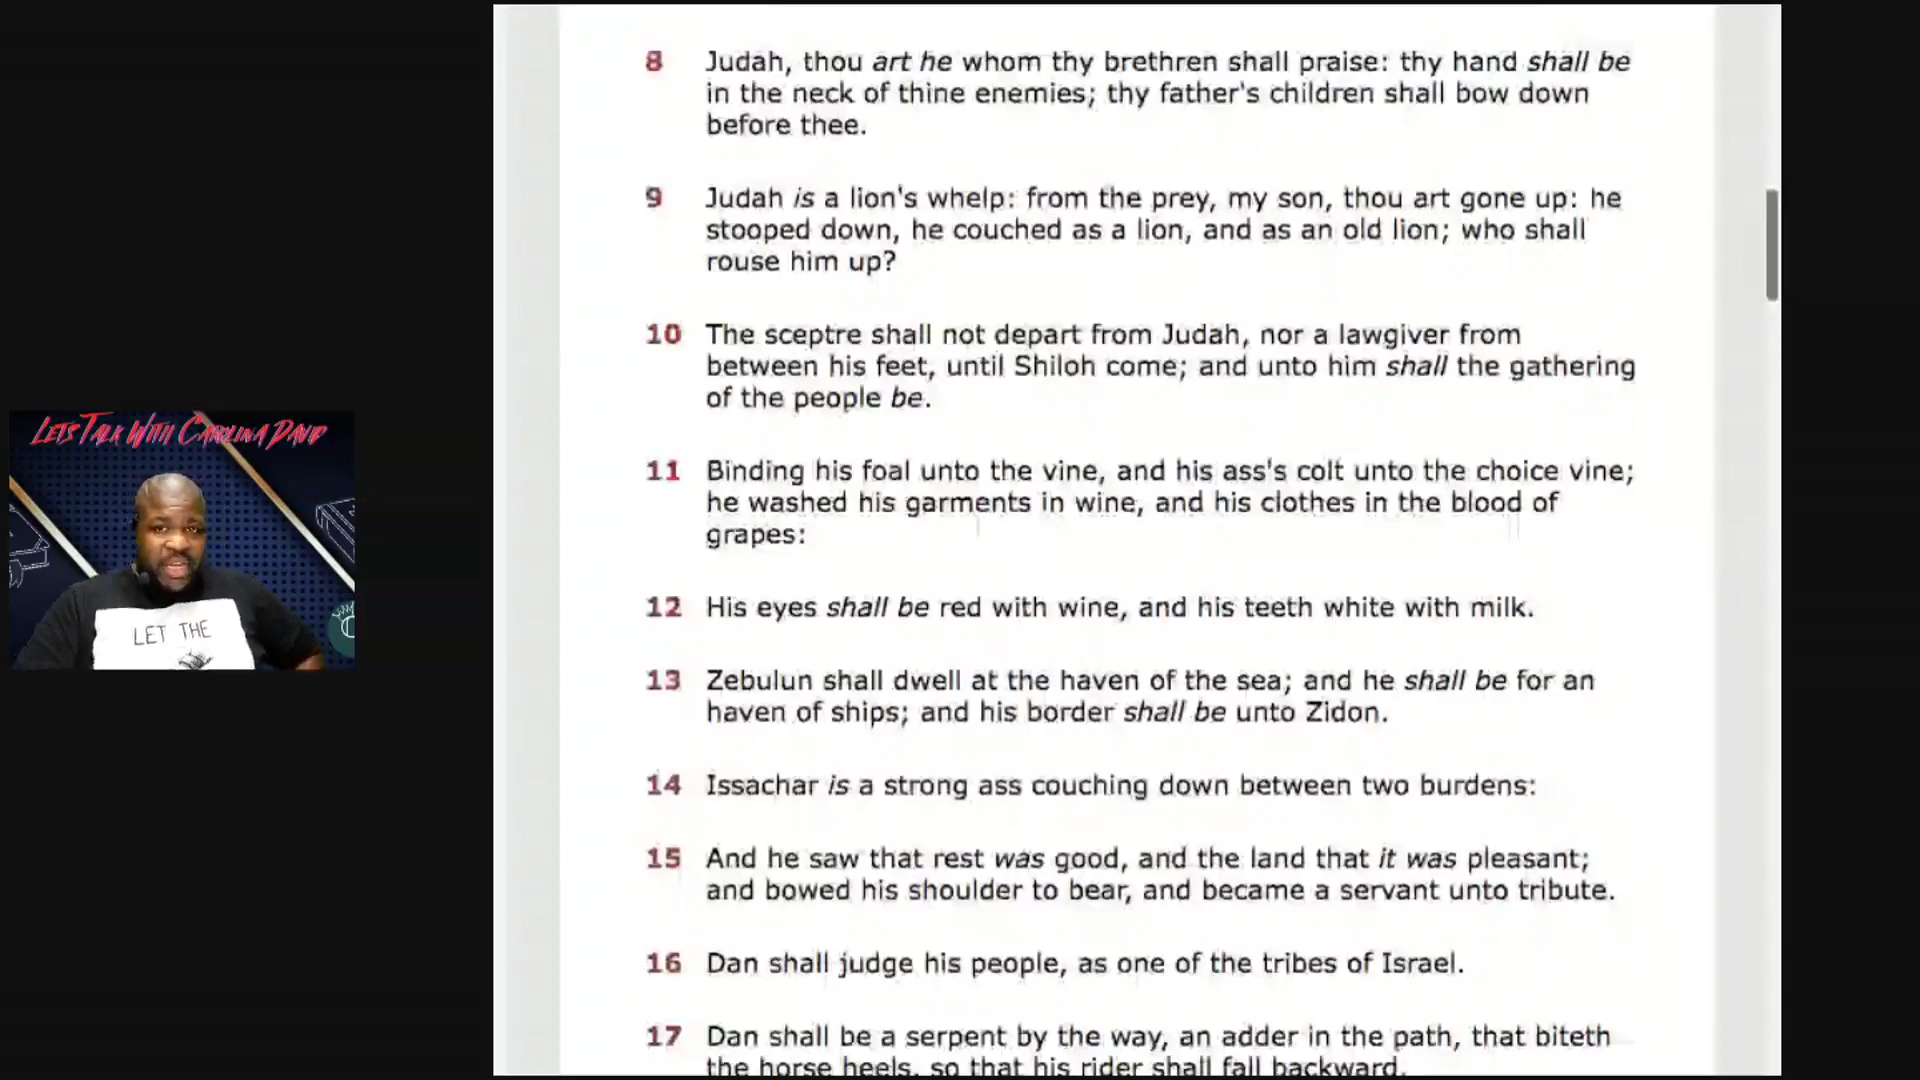 8 Judah, thou art he whom thy brethren shall praise: thy hand shall be
in the neck of thine enemies; thy father's children shall bow down
before thee.
9 Judah is a lion's whelp: from the prey, my son, thou art gone up: he
stooped down, he couched as a lion, and as an old lion; who shall
rouse him up?
10 The sceptre shall not depart from Judah, nor a lawgiver from
between his feet, until Shiloh come; and unto him shall the gathering
of the people be.
11 Binding his foal unto the vine, and his ass's colt unto the choice vine;
he washed his garments in wine, and his clothes in the blood of
grapes:
12 His eyes shall be red with wine, and his teeth white with milk.
13 Zebulun shall dwell at the haven of the sea; and he shall be for an
haven of ships; and his border shall be unto Zidon.
14 Issachar is a strong ass couching down between two burdens:
15 And he saw that rest was good, and the land that it was pleasant;
and bowed his shoulder to bear, and became a servant unto tribute.
16 Dan shall judge his people, as one of the tribes of Israel.
17 Dan shall be a serpent by the way, an adder in the path, that biteth
the horse heels, so that his rider shall fall backward.
LETS TALK WITH CAROLINA DAVID
LET THE